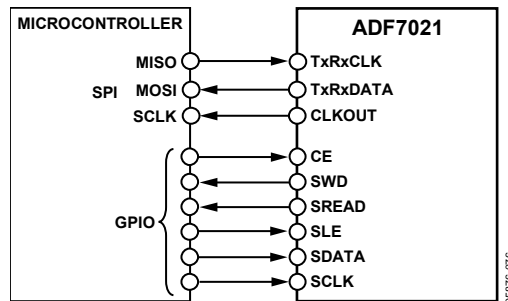 MICROCONTROLLER
ADF7021
MISO
TxRxCLK
SPI
MOSI
TxRxDATA
SCLK
CLKOUT
CE
SWD
SREAD
GPIO
SLE
SDATA
SCLK